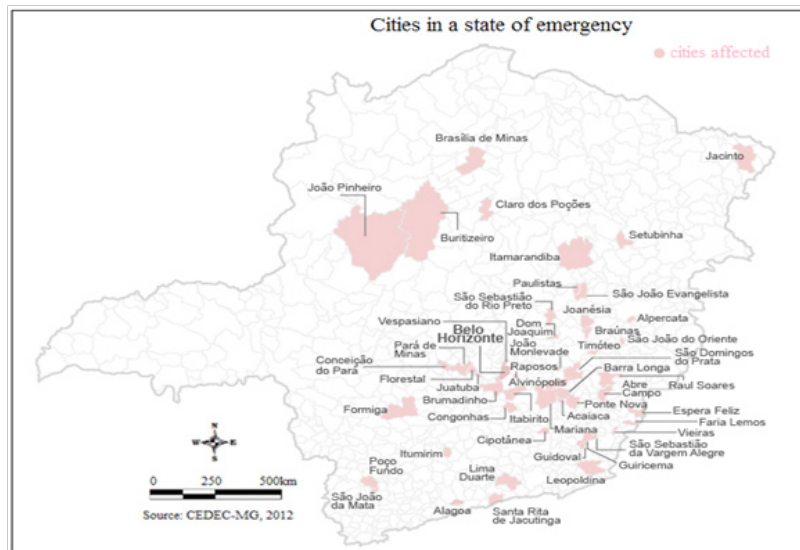 Cities in a state of emergency
cities affected
Brasília de Minas
Jacinto
João Pinheiro
Claro dos Poções
Buritizeiro
Setubinha
Itamarandiba
Paulistas
São João Evangelista
São Sebastião
do Rio Preto
Joanésia
Alpercata
Vespasiano
Dom
Joaquim
Braúnas
Belo
Horizonte
João
Monlevade
Timóteo
São João do Oriente
Pará de
Minas
São Domingos
do Prata
Conceição
do Pará
Raposos
Barra Longa
Florestal
Juatuba
Alvinópolis
Abre
Campo
Raul Soares
Brumadinho
Ponte Nova
Formiga
Congonhas
Itabirito
Acaiaca
Espera Feliz
Mariana
Faria Lemos
Cipotânea
Vieiras
São Sebastião
da Vargem Alegre
Itumirim
Guidoval
Guiricema
Poço
Fundo
Lima
Duarte
Leopoldina
São João
da Mata
Alagoa
Santa Rita
de Jacutinga
N
W E
S
0 250 500km
Source: CEDEC-MG, 2012